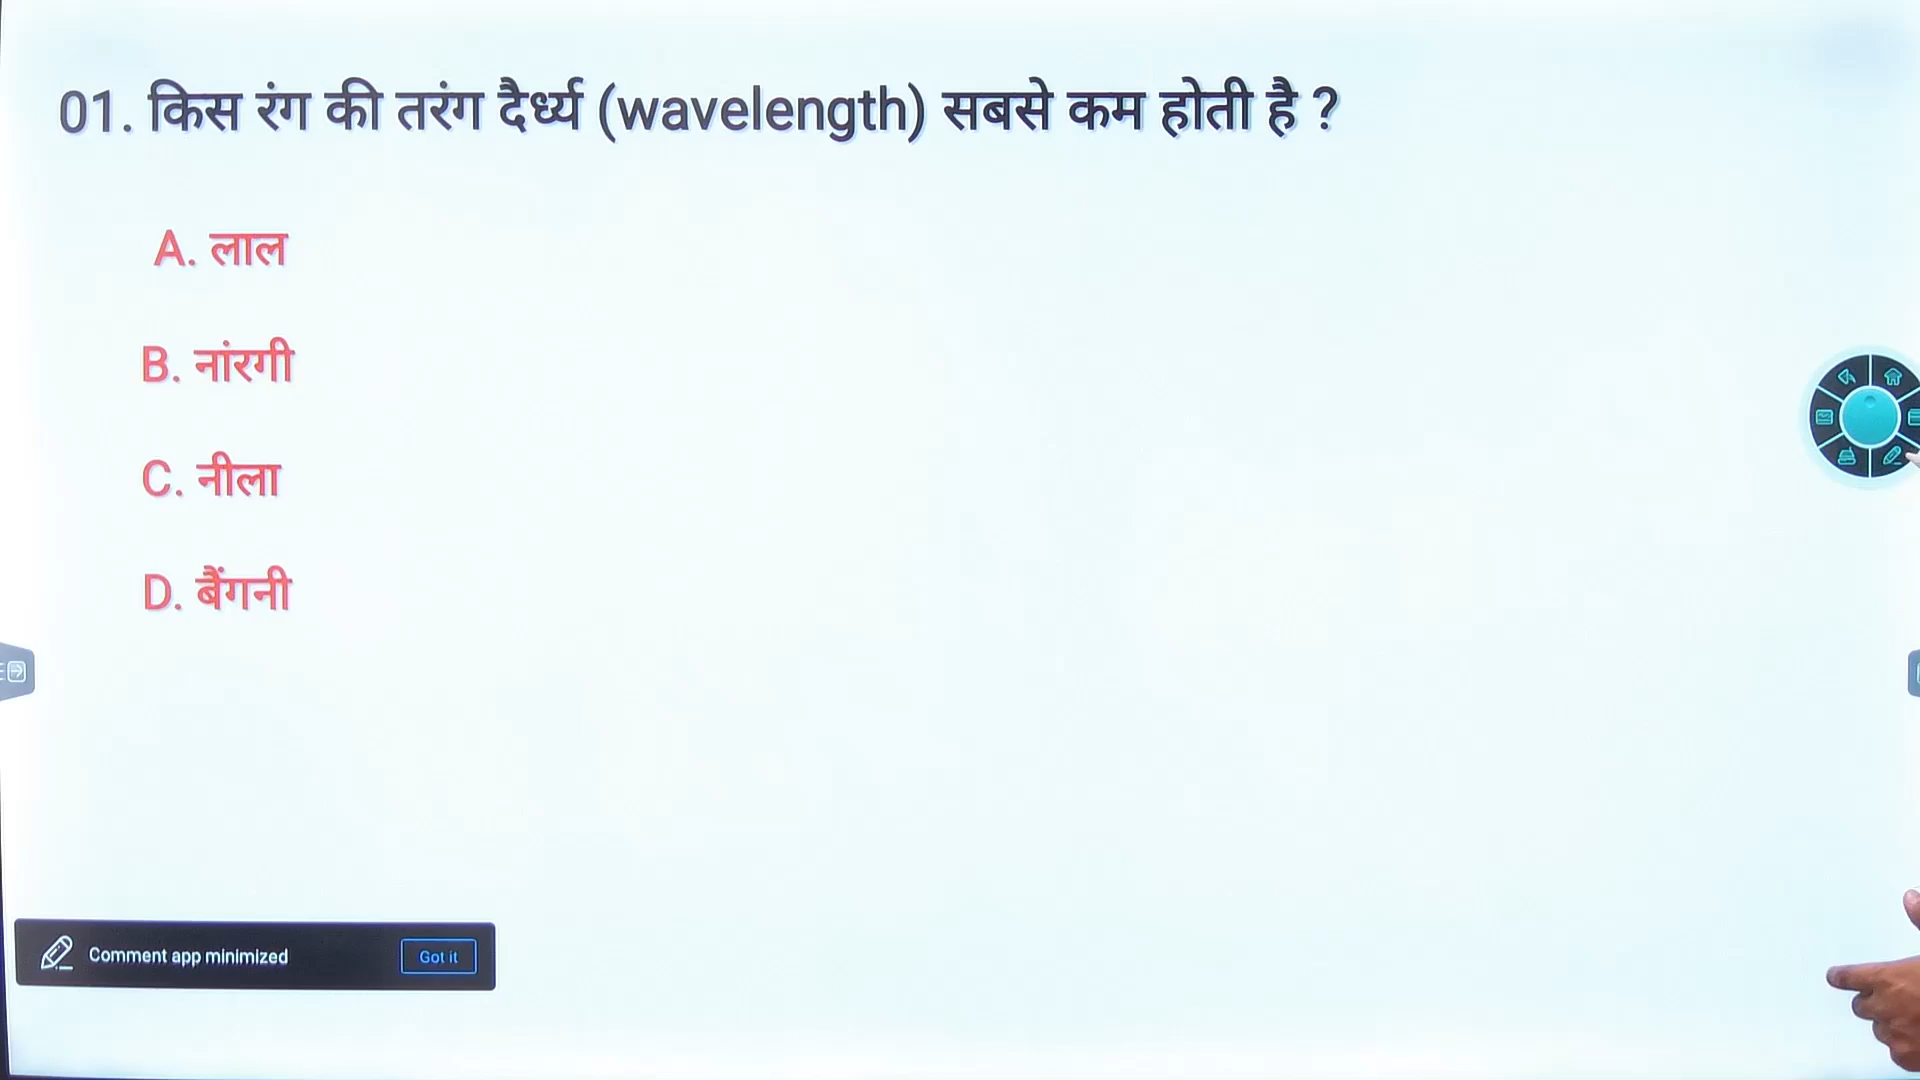 01. किस रंग की तरंग दैर्ध्य (wavelength) सबसे कम होती है ?
A. लाल
B. नांरगी
C. नीला
D. बैंगनी
Comment app minimized
Got it